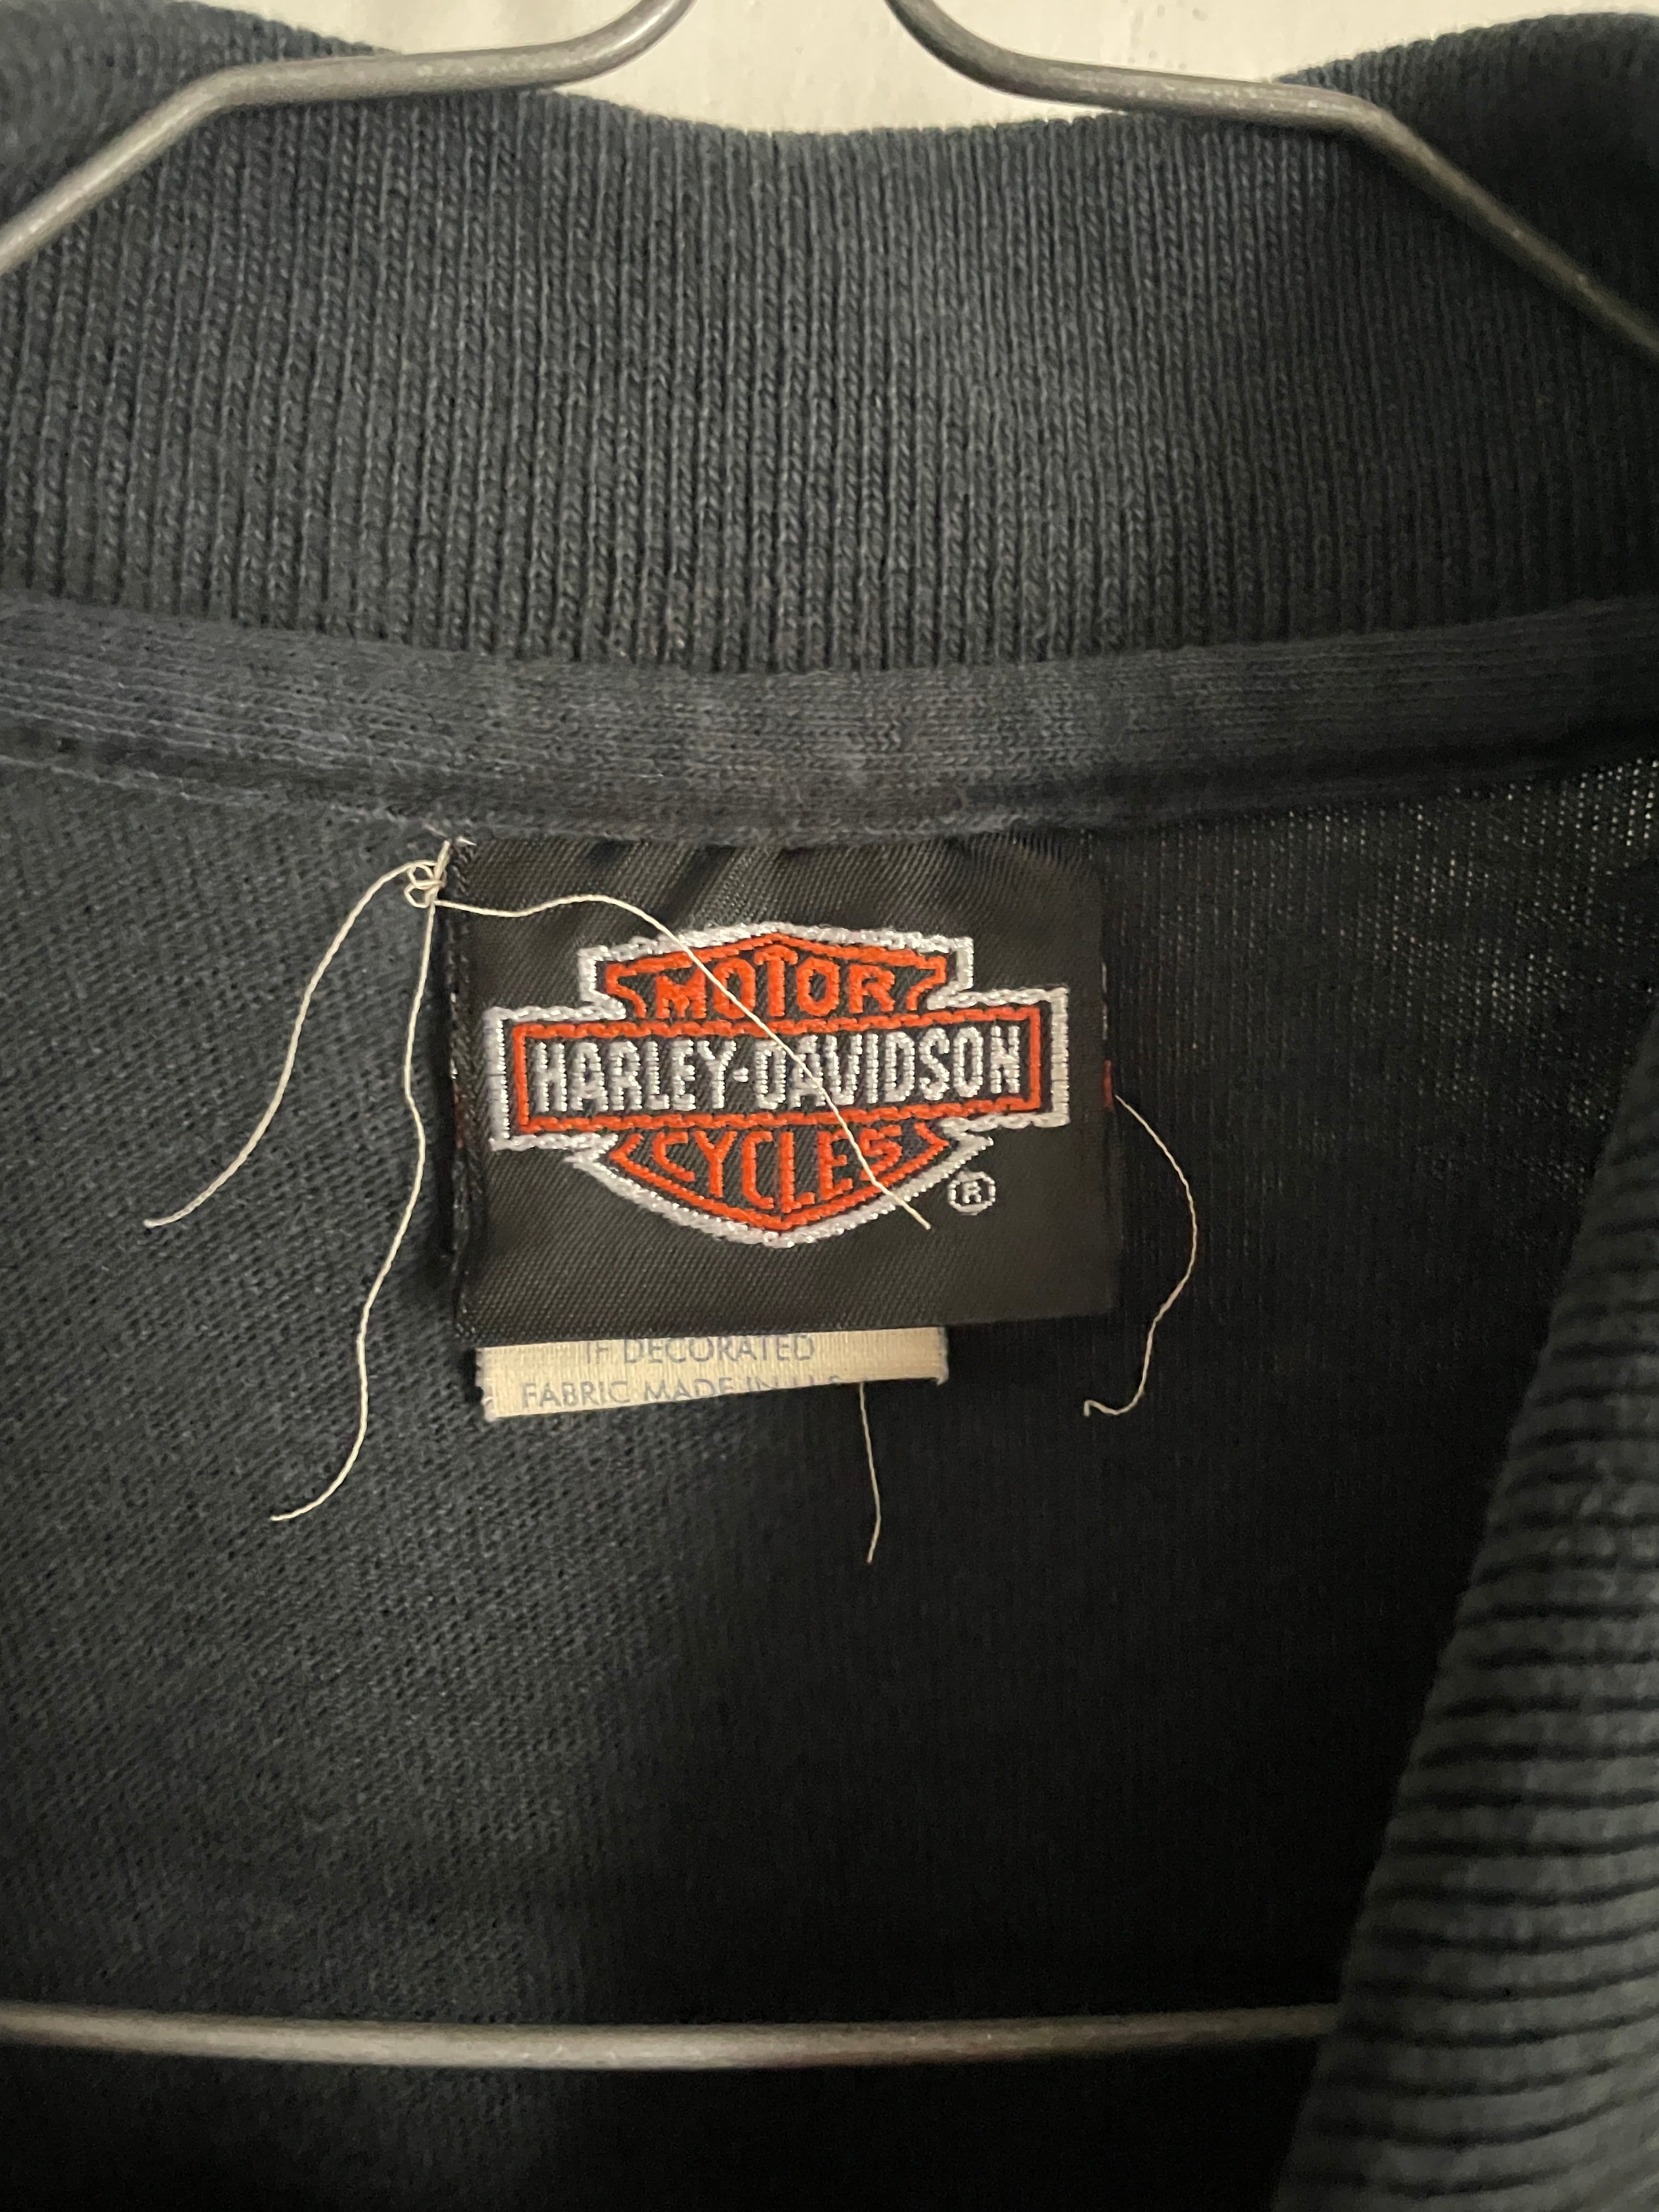 MOTOR
HARLEY-DAVIDSON
CYCLES
®
IF DECORATED
FABRIC MADE IN U.S